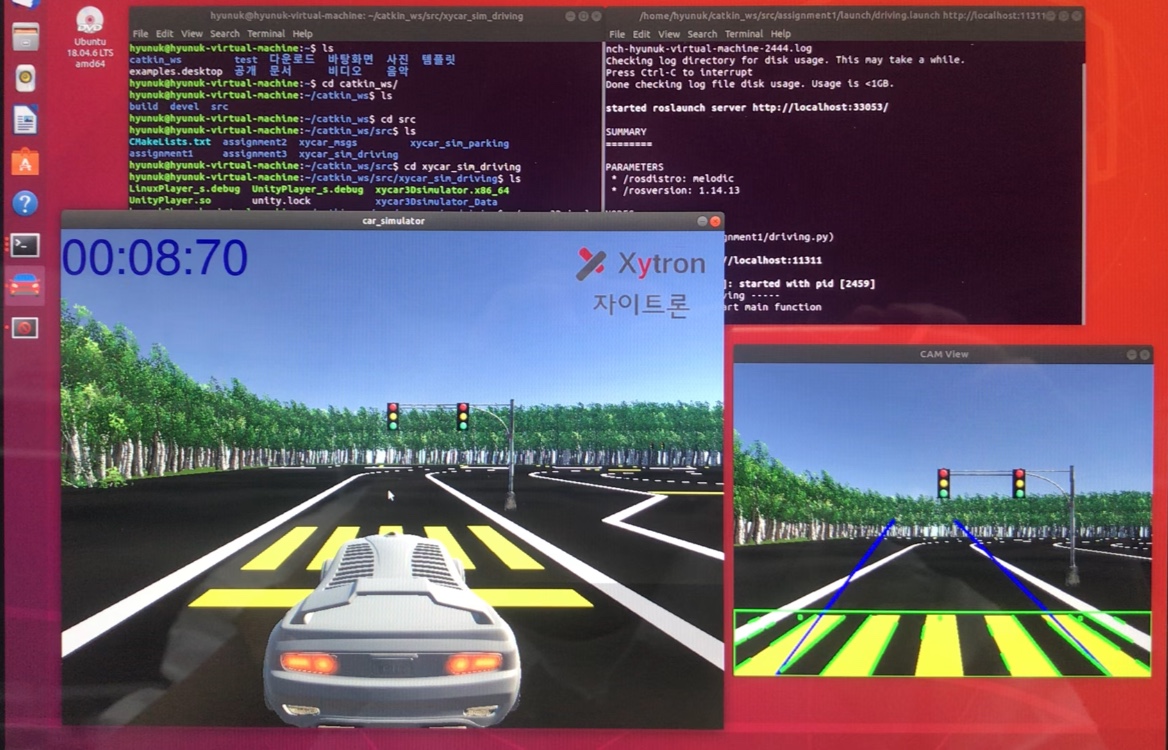 Ubuntu
18.04.6 LTS
amd64
hyunuk@hyunuk-virtual-machine: ~/catkin_ws/src/xycar_sim_driving
File Edit View Search Terminal Help
hyunuk@hyunuk-virtual-machine:~$ ls
catkin_ws test 다운로드 바탕화면 사진 템플릿
examples.desktop 공개 문서 비디오 음악
hyunuk@hyunuk-virtual-machine:~$ cd catkin_ws/
hyunuk@hyunuk-virtual-machine:~/catkin_ws$ ls
build devel src
hyunuk@hyunuk-virtual-machine:~/catkin_ws$ cd src
hyunuk@hyunuk-virtual-machine:~/catkin_ws/src$ ls
CMakeLists.txt assignment2 xycar_msgs xycar_sim_parking
assignment1 assignment3 xycar_sim_driving
hyunuk@hyunuk-virtual-machine:~/catkin_ws/src$ cd xycar_sim_driving
hyunuk@hyunuk-virtual-machine:~/catkin_ws/src/xycar_sim_driving$ ls
LinuxPlayer_s.debug UnityPlayer_s.debug xycar3Dsimulator.x86_64
UnityPlayer.so unity.lock xycar3Dsimulator_Data
/home/hyunuk/catkin_ws/src/assignment1/launch/driving.launch http://localhost:11311
File Edit View Search Terminal Help
nch-hyunuk-virtual-machine-2444.log
Checking log directory for disk usage. This may take a while.
Press Ctrl-C to interrupt
Done checking log file disk usage. Usage is <1GB.
started roslaunch server http://localhost:33053/
SUMMARY
========
PARAMETERS
* /rosdistro: melodic
* /rosversion: 1.14.13
nment1/driving.py)
//localhost:11311
]: started with pid [2459]
ing -----
rt main function
car_simulator
00:08:70
Xytron
자이트론
CAM View